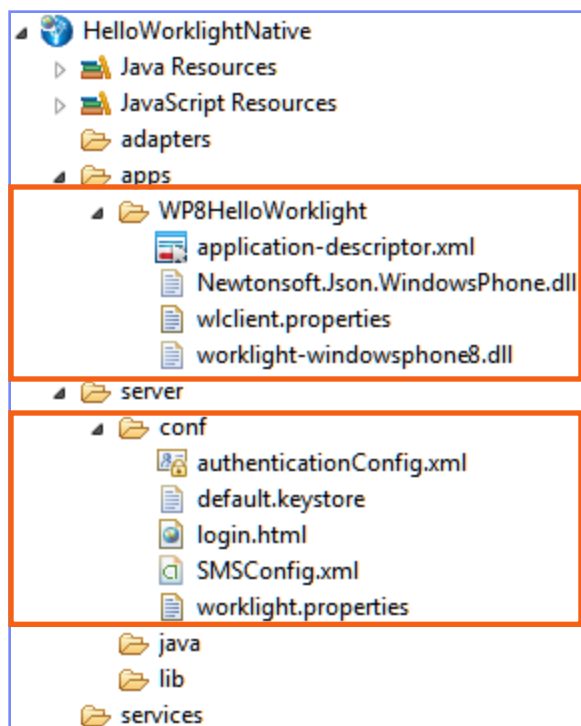 HelloWorklightNative
Java Resources
JavaScript Resources
adapters
apps
WP8HelloWorklight
application-descriptor.xml
Newtonsoft.Json.WindowsPhone.dll
wlclient.properties
worklight-windowsphone8.dll
server
conf
authenticationConfig.xml
default.keystore
login.html
SMSConfig.xml
worklight.properties
java
lib
services